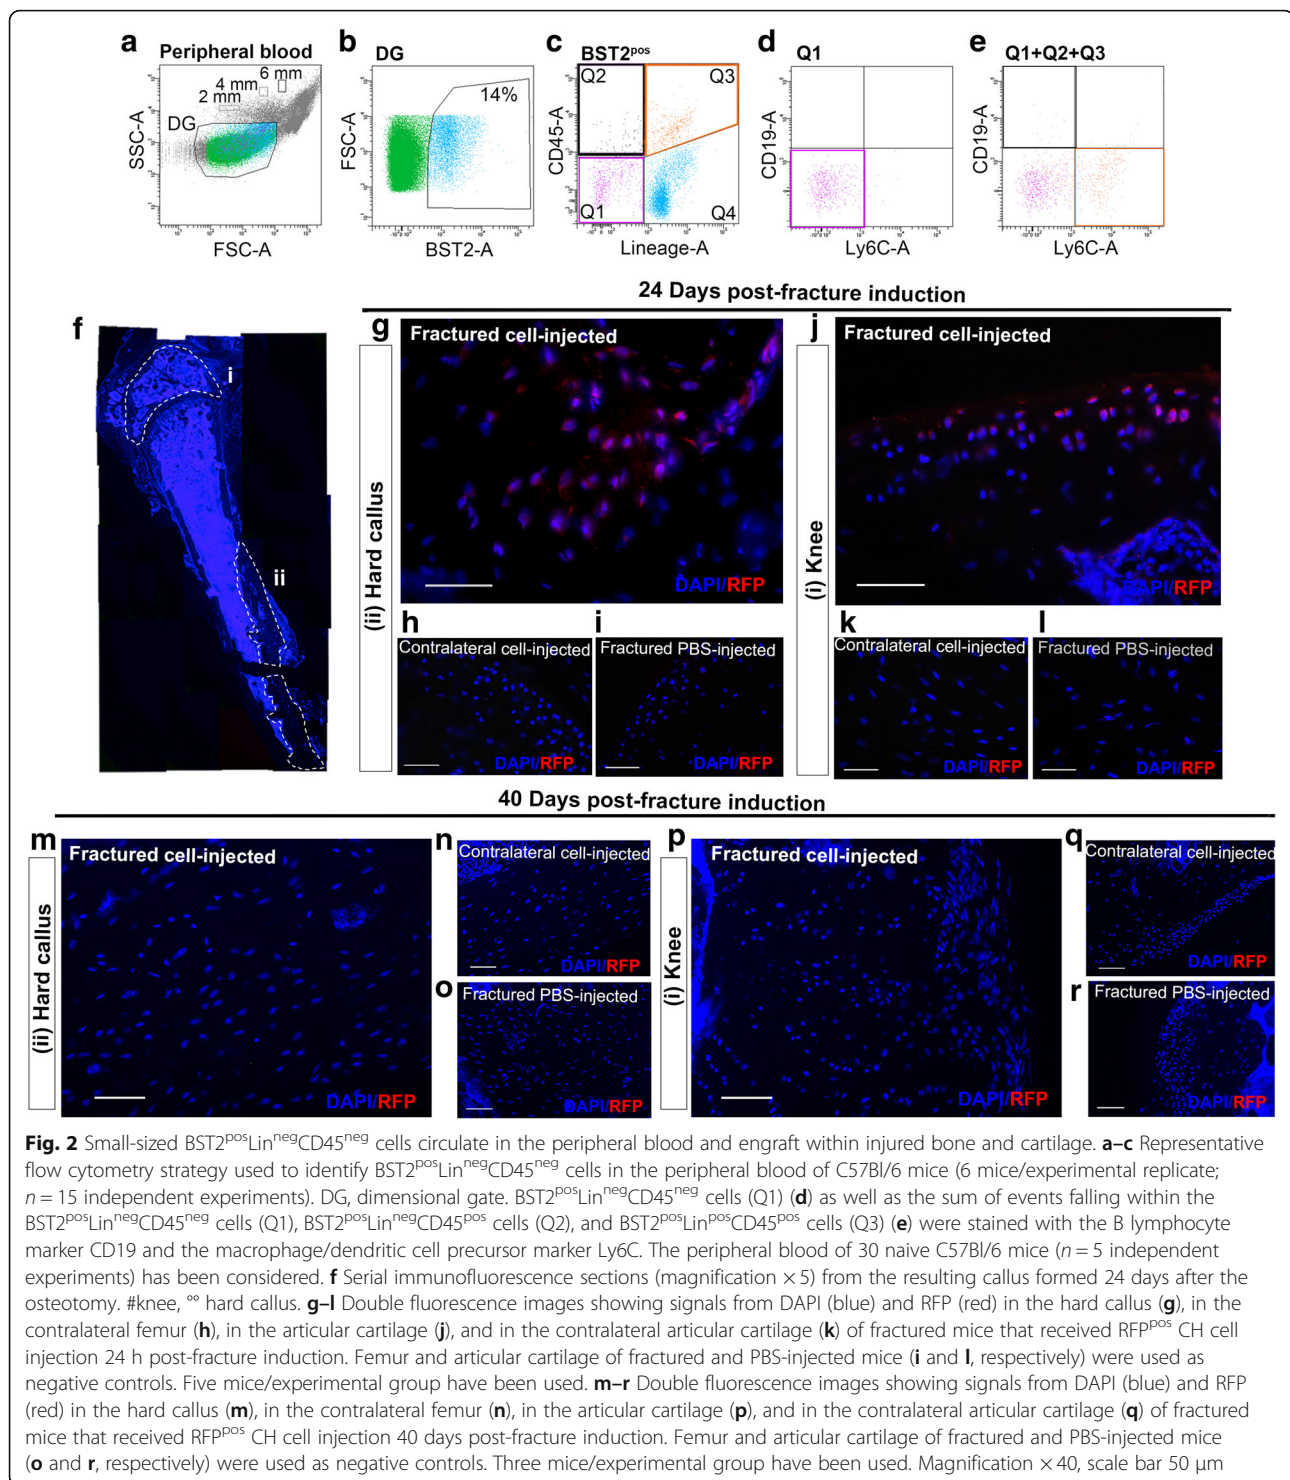 a
Peripheral blood
6 mm
4 mm
2 mm
DG
SSC-A
FSC-A
b
DG
14%
FSC-A
BST2-A
c
BST2pos
Q2
Q3
Q1
Q4
CD45-A
Lineage-A
d
Q1
CD19-A
Ly6C-A
e
Q1+Q2+Q3
CD19-A
Ly6C-A
24 Days post-fracture induction
f
i
ii
(ii) Hard callus
g
Fractured cell-injected
DAPI/RFP
h
Contralateral cell-injected
DAPI/RFP
i
Fractured PBS-injected
DAPI/RFP
(i) Knee
j
Fractured cell-injected
DAPI/RFP
k
Contralateral cell-injected
DAPI/RFP
l
Fractured PBS-injected
DAPI/RFP
40 Days post-fracture induction
(ii) Hard callus
m
Fractured cell-injected
DAPI/RFP
n
Contralateral cell-injected
DAPI/RFP
o
Fractured PBS-injected
DAPI/RFP
(i) Knee
p
Fractured cell-injected
DAPI/RFP
q
Contralateral cell-injected
DAPI/RFP
r
Fractured PBS-injected
DAPI/RFP
Fig. 2 Small-sized BST2posLinnegCD45neg cells circulate in the peripheral blood and engraft within injured bone and cartilage. a–c Representative
flow cytometry strategy used to identify BST2posLinnegCD45neg cells in the peripheral blood of C57Bl/6 mice (6 mice/experimental replicate;
n = 15 independent experiments). DG, dimensional gate. BST2posLinnegCD45neg cells (Q1) (d) as well as the sum of events falling within the
BST2posLinnegCD45neg cells (Q1), BST2posLinnegCD45pos cells (Q2), and BST2posLinposCD45pos cells (Q3) (e) were stained with the B lymphocyte
marker CD19 and the macrophage/dendritic cell precursor marker Ly6C. The peripheral blood of 30 naive C57Bl/6 mice (n = 5 independent
experiments) has been considered. f Serial immunofluorescence sections (magnification × 5) from the resulting callus formed 24 days after the
osteotomy. #knee, °° hard callus. g–l Double fluorescence images showing signals from DAPI (blue) and RFP (red) in the hard callus (g), in the
contralateral femur (h), in the articular cartilage (j), and in the contralateral articular cartilage (k) of fractured mice that received RFPpos CH cell
injection 24 h post-fracture induction. Femur and articular cartilage of fractured and PBS-injected mice (i and l, respectively) were used as
negative controls. Five mice/experimental group have been used. m–r Double fluorescence images showing signals from DAPI (blue) and RFP
(red) in the hard callus (m), in the contralateral femur (n), in the articular cartilage (p), and in the contralateral articular cartilage (q) of fractured
mice that received RFPpos CH cell injection 40 days post-fracture induction. Femur and articular cartilage of fractured and PBS-injected mice
(o and r, respectively) were used as negative controls. Three mice/experimental group have been used. Magnification × 40, scale bar 50 μm